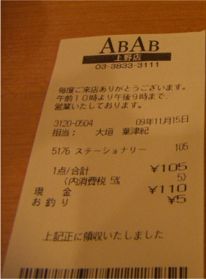 ABAB
上野店
03-3833-3111
毎度ご来店ありがとうございます。
午前10時より午後9時まで
営業いたしております。
3120-0504 09年11月15日
担当： 大垣 葉津紀
5176 ステーショナリー 105
1点/合計 ¥105
(内消費税 5% 5)
現 金 ¥110
お釣り ¥5
上記正に領収いたしました